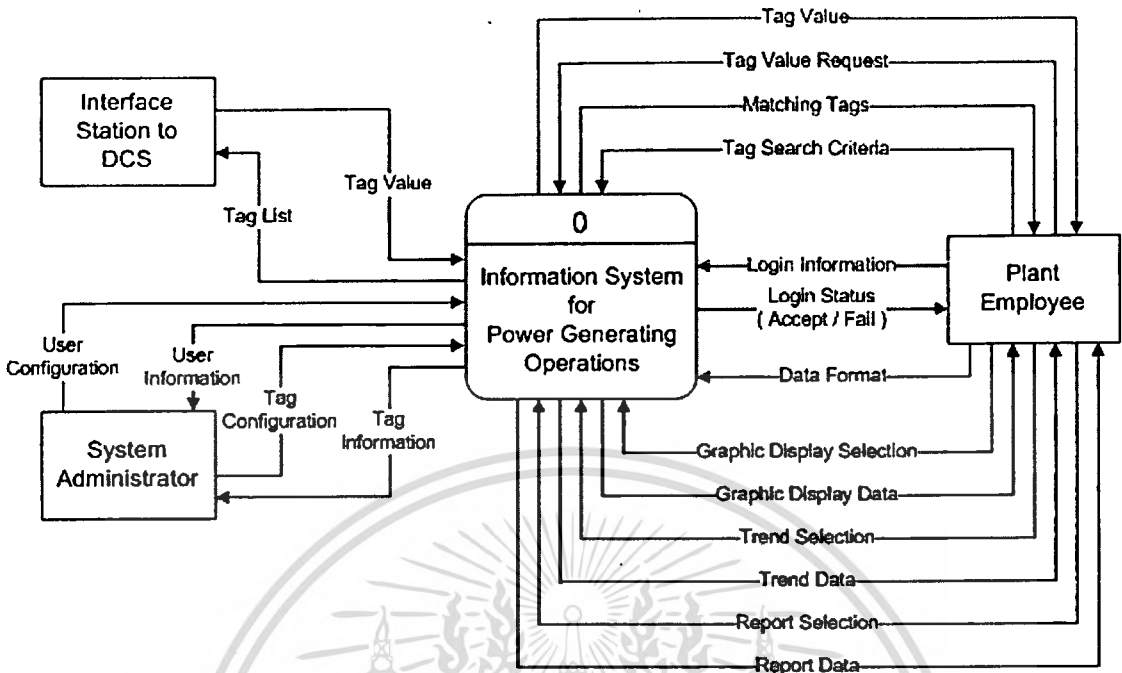 Tag Value
Tag Value Request
Matching Tags
Tag Search Criteria
Interface
Station to
DCS
Tag Value
Tag List
0
Information System
for
Power Generating
Operations
Login Information
Login Status
( Accept / Fail )
Plant
Employee
Data Format
User
Configuration
User
Information
Tag
Configuration
Tag
Information
System
Administrator
Graphic Display Selection
Graphic Display Data
Trend Selection
Trend Data
Report Selection
Report Data